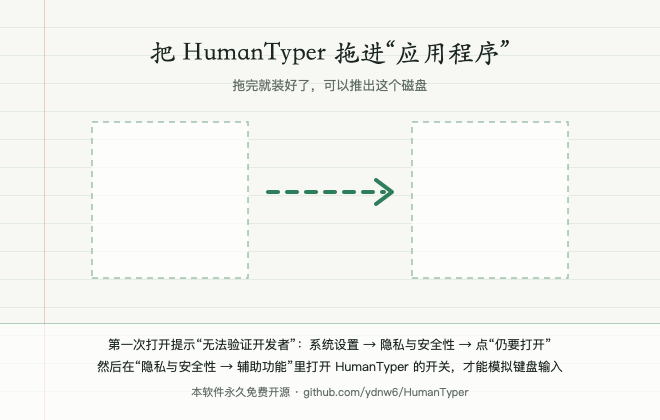 把 HumanTyper 拖进“应用程序”
拖完就装好了，可以推出这个磁盘
第一次打开提示“无法验证开发者”：系统设置 → 隐私与安全性 → 点“仍要打开”
然后在“隐私与安全性 → 辅助功能”里打开 HumanTyper 的开关，才能模拟键盘输入
本软件永久免费开源 · github.com/ydnw6/HumanTyper